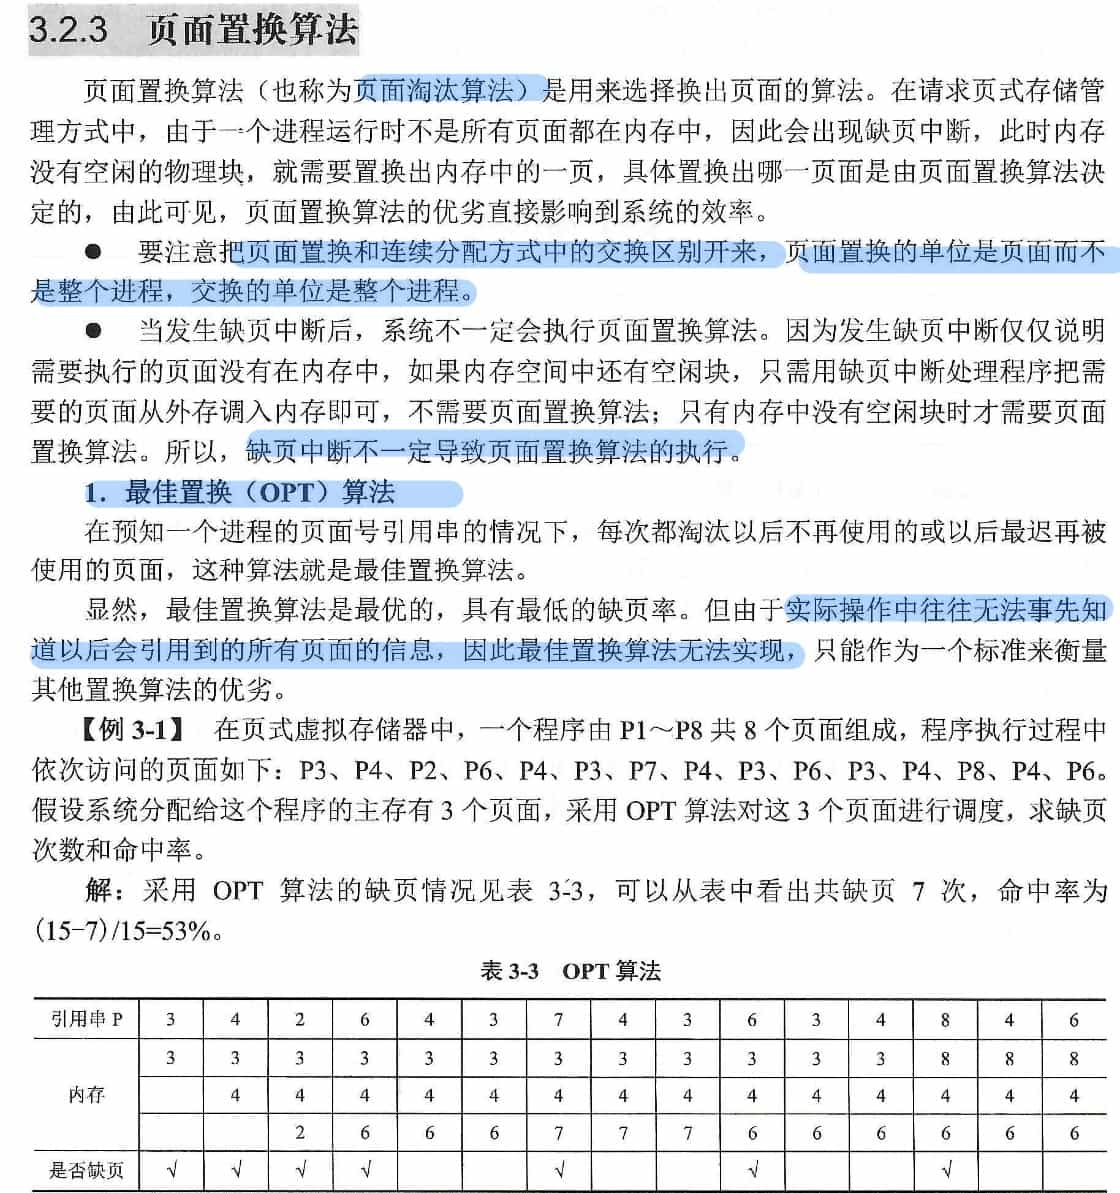 3.2.3 页面置换算法
页面置换算法（也称为页面淘汰算法）是用来选择换出页面的算法。在请求页式存储管
理方式中，由于一个进程运行时不是所有页面都在内存中，因此会出现缺页中断，此时内存
没有空闲的物理块，就需要置换出内存中的一页，具体置换出哪一页面是由页面置换算法决
定的，由此可见，页面置换算法的优劣直接影响到系统的效率。
● 要注意把页面置换和连续分配方式中的交换区别开来，页面置换的单位是页面而不
是整个进程，交换的单位是整个进程。
● 当发生缺页中断后，系统不一定会执行页面置换算法。因为发生缺页中断仅仅说明
需要执行的页面没有在内存中，如果内存空间中还有空闲块，只需用缺页中断处理程序把需
要的页面从外存调入内存即可，不需要页面置换算法；只有内存中没有空闲块时才需要页面
置换算法。所以，缺页中断不一定导致页面置换算法的执行。
1．最佳置换（OPT）算法
在预知一个进程的页面号引用串的情况下，每次都淘汰以后不再使用的或以后最迟再被
使用的页面，这种算法就是最佳置换算法。
显然，最佳置换算法是最优的，具有最低的缺页率。但由于实际操作中往往无法事先知
道以后会引用到的所有页面的信息，因此最佳置换算法无法实现，只能作为一个标准来衡量
其他置换算法的优劣。
【例 3-1】 在页式虚拟存储器中，一个程序由 P1～P8 共 8 个页面组成，程序执行过程中
依次访问的页面如下：P3、P4、P2、P6、P4、P3、P7、P4、P3、P6、P3、P4、P8、P4、P6。
假设系统分配给这个程序的主存有 3 个页面，采用 OPT 算法对这 3 个页面进行调度，求缺页
次数和命中率。
解：采用 OPT 算法的缺页情况见表 3-3，可以从表中看出共缺页 7 次，命中率为
(15-7)/15=53%。
表 3-3 OPT 算法
引用串 P 3 4 2 6 4 3 7 4 3 6 3 4 8 4 6
3 3 3 3 3 3 3 3 3 3 3 3 8 8 8
内存 4 4 4 4 4 4 4 4 4 4 4 4 4 4
2 6 6 6 7 7 7 6 6 6 6 6 6
是否缺页 √ √ √ √ √ √ √